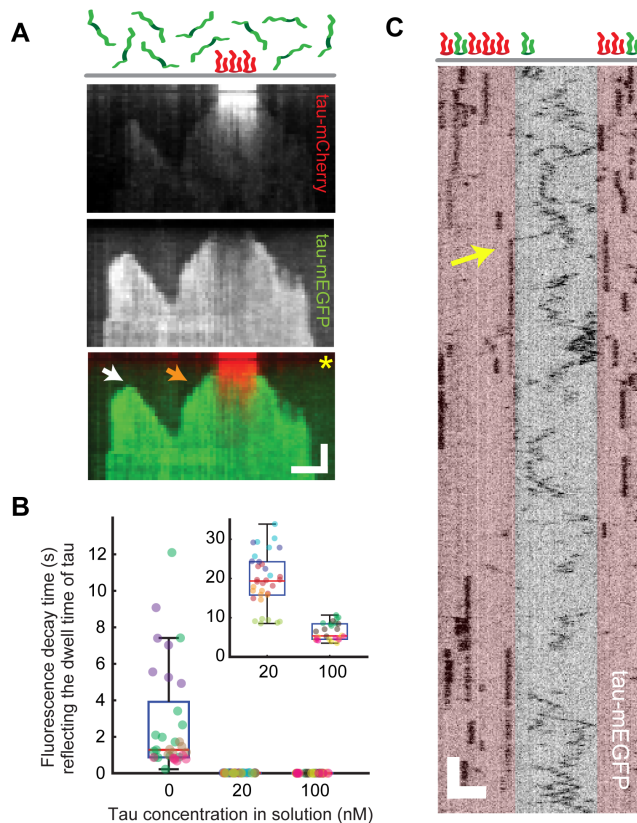 A
tau-mCherry
tau-mEGFP
*
B
Fluorescence decay time (s)
reflecting the dwell time of tau
12
10
8
6
4
2
0
30
20
10
0
20
100
0
20
100
Tau concentration in solution (nM)
C
tau-mEGFP